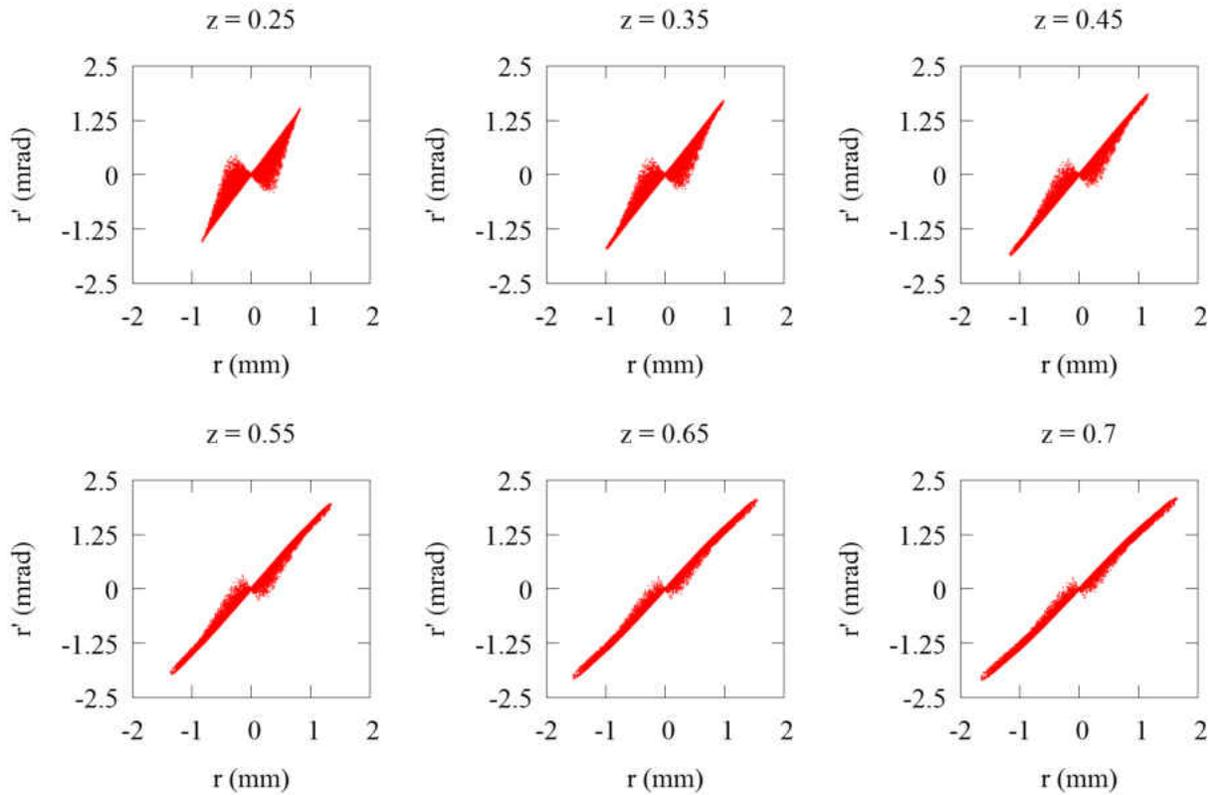 z = 0.25
z = 0.35
z = 0.45
2.5
1.25
0
-1.25
-2.5
r' (mrad)
-2 -1 0 1 2
r (mm)
2.5
1.25
0
-1.25
-2.5
r' (mrad)
-2 -1 0 1 2
r (mm)
2.5
1.25
0
-1.25
-2.5
r' (mrad)
-2 -1 0 1 2
r (mm)
z = 0.55
z = 0.65
z = 0.7
2.5
1.25
0
-1.25
-2.5
r' (mrad)
-2 -1 0 1 2
r (mm)
2.5
1.25
0
-1.25
-2.5
r' (mrad)
-2 -1 0 1 2
r (mm)
2.5
1.25
0
-1.25
-2.5
r' (mrad)
-2 -1 0 1 2
r (mm)